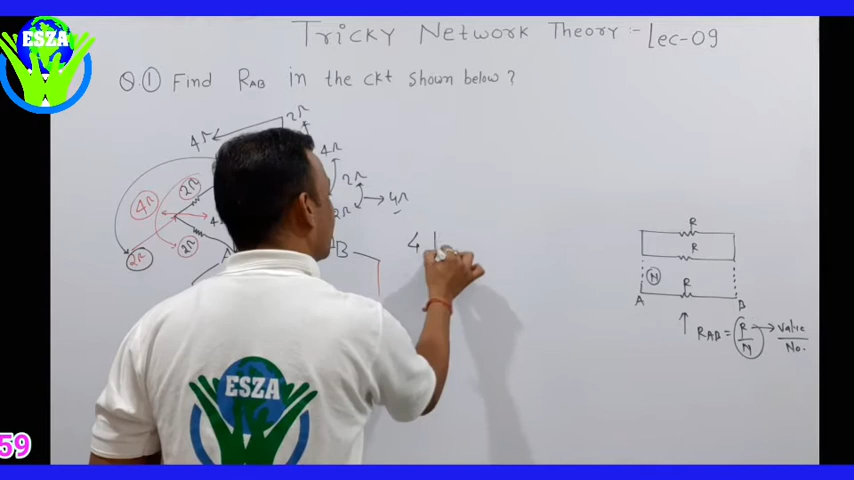 Tricky Network Theory :- Lec-09
ESZA
Q.① Find RAB in the ckt shown below ?
2Ω
4Ω
4Ω
2Ω
2Ω
4Ω
4Ω
2Ω
2Ω
2Ω
B
A
4 |
R
R
N
R
A
B
RAB = R/N → Value/No.
ESZA
59